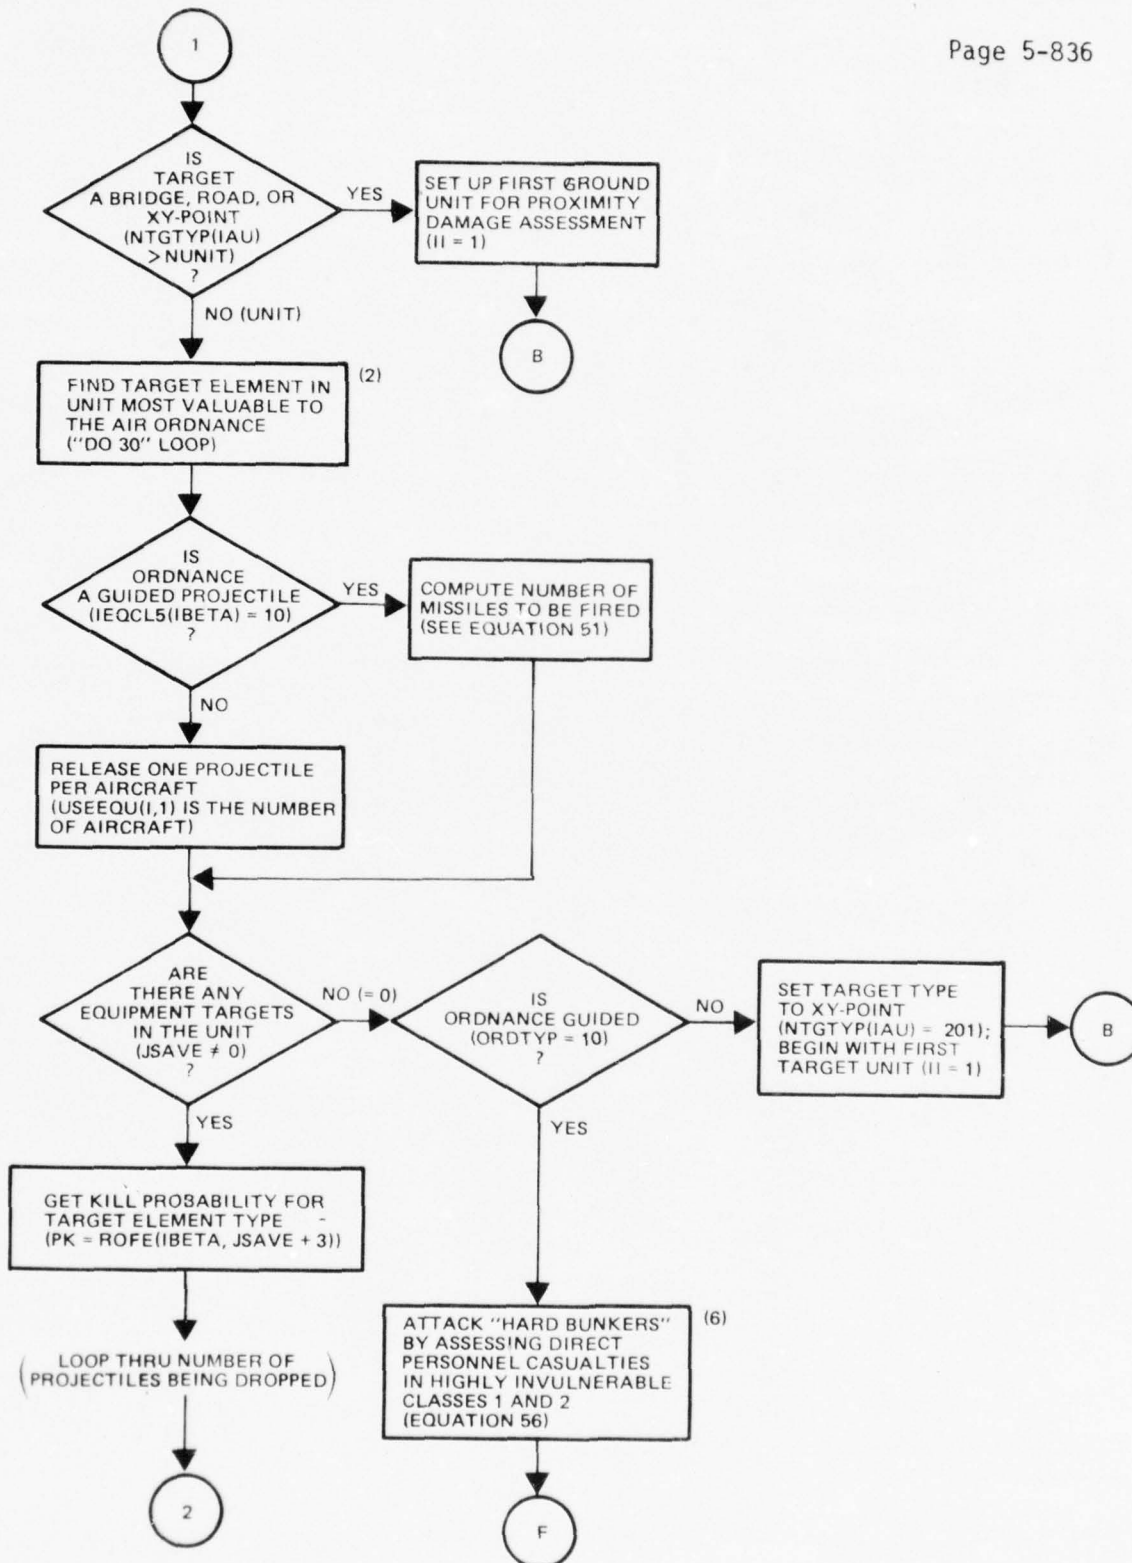 Page 5-836
1
IS
TARGET
A BRIDGE, ROAD, OR
XY-POINT
(NTGTYP(IAU)
>NUNIT)
?
YES
SET UP FIRST GROUND
UNIT FOR PROXIMITY
DAMAGE ASSESSMENT
(II = 1)
B
NO (UNIT)
FIND TARGET ELEMENT IN
UNIT MOST VALUABLE TO
THE AIR ORDNANCE
("DO 30" LOOP)
(2)
IS
ORDNANCE
A GUIDED PROJECTILE
(IEQCL5(IBETA) = 10)
?
YES
COMPUTE NUMBER OF
MISSILES TO BE FIRED
(SEE EQUATION 51)
NO
RELEASE ONE PROJECTILE
PER AIRCRAFT
(USEEQU(I,1) IS THE NUMBER
OF AIRCRAFT)
ARE
THERE ANY
EQUIPMENT TARGETS
IN THE UNIT
(JSAVE ≠ 0)
?
NO (= 0)
IS
ORDNANCE GUIDED
(ORDTYP = 10)
?
NO
SET TARGET TYPE
TO XY-POINT
(NTGTYP(IAU) = 201);
BEGIN WITH FIRST
TARGET UNIT (II = 1)
B
YES
YES
GET KILL PROBABILITY FOR
TARGET ELEMENT TYPE
(PK = ROFE(IBETA, JSAVE + 3))
(LOOP THRU NUMBER OF
PROJECTILES BEING DROPPED)
2
ATTACK "HARD BUNKERS"
BY ASSESSING DIRECT
PERSONNEL CASUALTIES
IN HIGHLY INVULNERABLE
CLASSES 1 AND 2
(EQUATION 56)
(6)
F